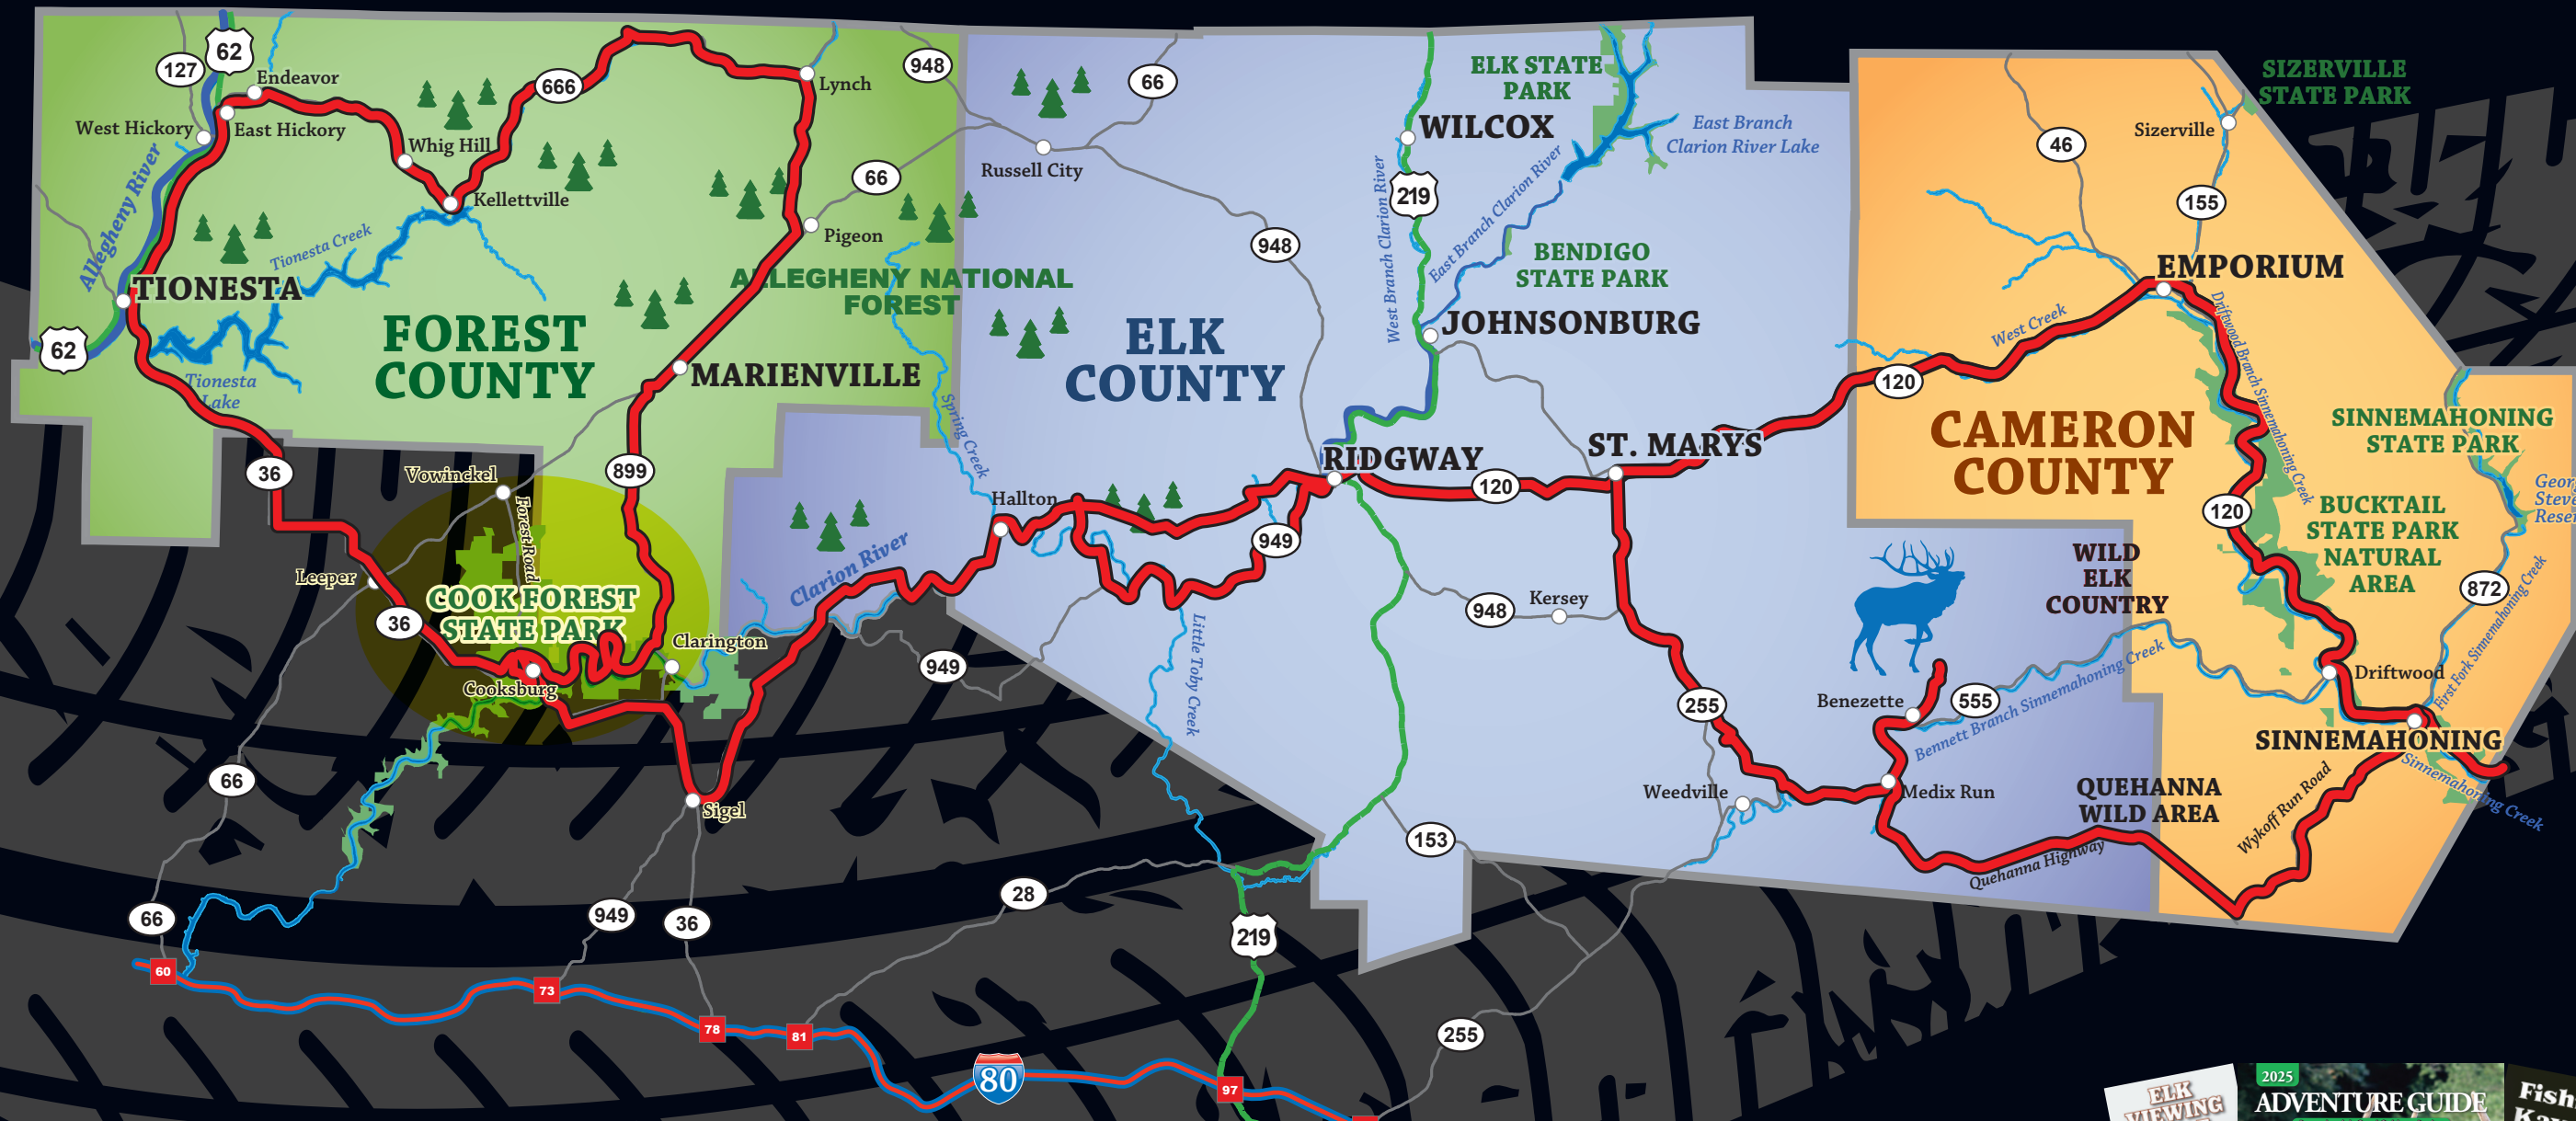 127
62
Endeavor
West Hickory
East Hickory
Whig Hill
666
Lynch
Kellettville
Allegheny River
Tionesta Creek
TIONESTA
62
Tionesta
Lake
FOREST
COUNTY
66
Pigeon
ALLEGHENY NATIONAL
FOREST
MARIENVILLE
948
66
Russell City
948
ELK
COUNTY
Spring Creek
ELK STATE
PARK
WILCOX
219
West Branch Clarion River
East Branch Clarion River
East Branch
Clarion River Lake
BENDIGO
STATE PARK
JOHNSONBURG
RIDGWAY
ST. MARYS
120
120
SIZERVILLE
STATE PARK
Sizerville
46
155
EMPORIUM
West Creek
Driftwood Branch Sinnemahoning Creek
CAMERON
COUNTY
120
SINNEMAHONING
STATE PARK
BUCKTAIL
STATE PARK
NATURAL
AREA
872
First Fork Sinnemahoning Creek
36
Vowinckel
Forest Road
899
Leeper
36
COOK FOREST
STATE PARK
Cooksburg
Clarington
Clarion River
Hallton
949
949
Little Toby Creek
Sigel
948
Kersey
255
Weedville
WILD
ELK
COUNTRY
Benezette
555
Bennett Branch Sinnemahoning Creek
Medix Run
QUEHANNA
WILD AREA
Quehanna Highway
Wykoff Run Road
Driftwood
SINNEMAHONING
Sinnemahoning Creek
66
66
949
36
28
153
219
255
60
73
78
81
80
97
ELK
VIEWING
2025
ADVENTURE GUIDE